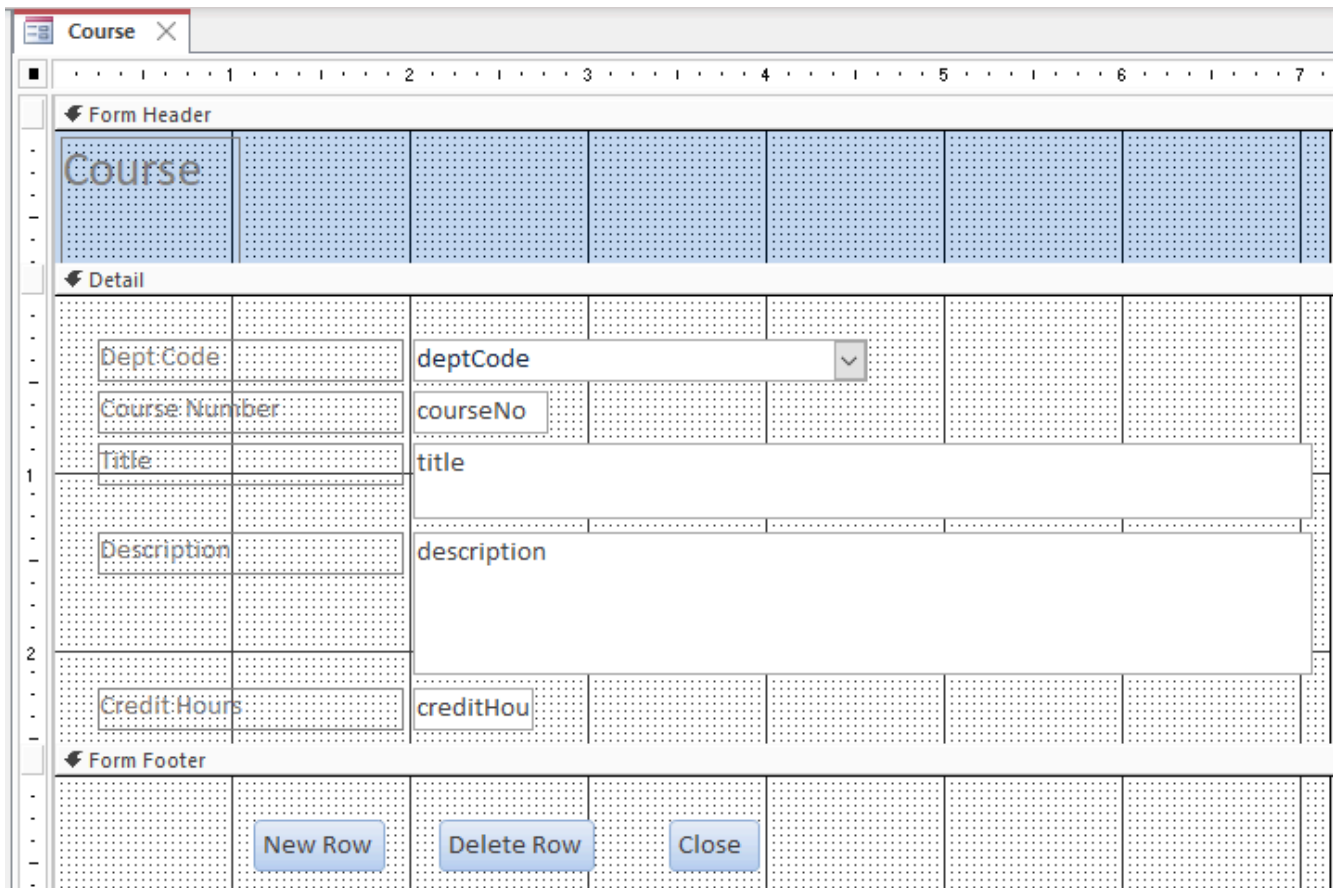 Course
1 2 3 4 5 6 7
Form Header
Course
Detail
Dept Code deptCode
Course Number courseNo
Title title
1
Description description
2
Credit Hours creditHou
Form Footer
New Row Delete Row Close